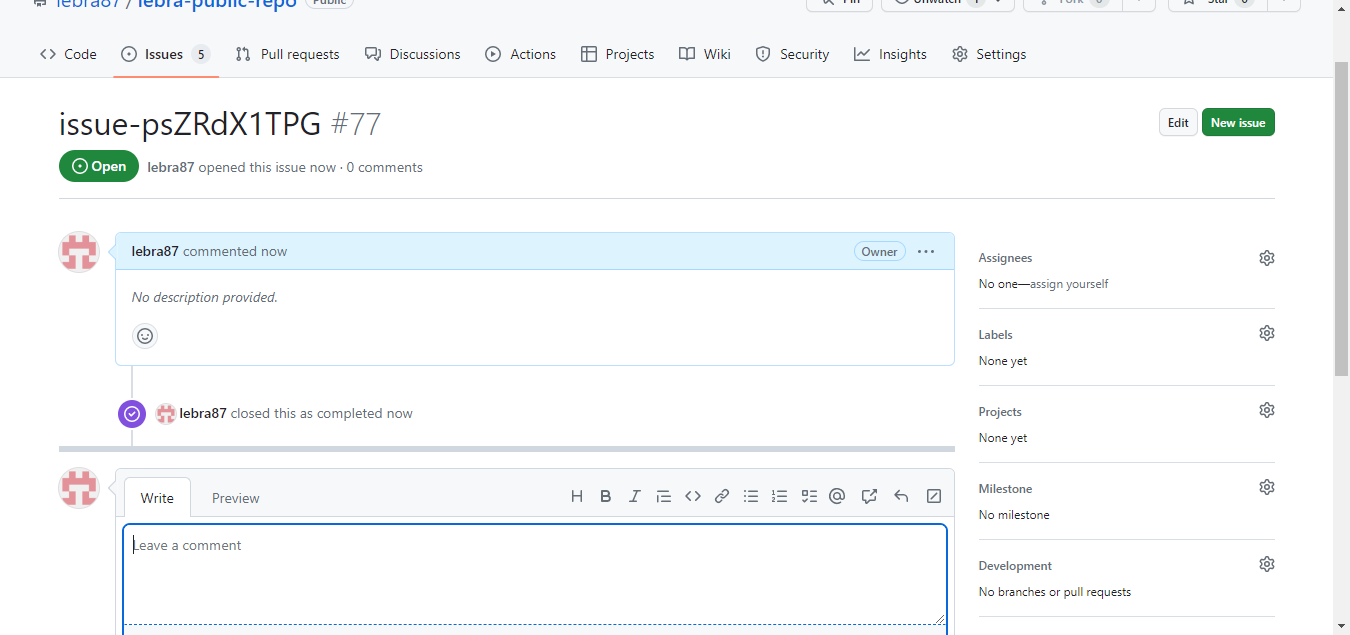 lebra87 / lebra-public-repo Public Pin Unwatch 1 Fork 0 Star 0
Code Issues 5 Pull requests Discussions Actions Projects Wiki Security Insights Settings
issue-psZRdX1TPG #77
Edit New issue
Open lebra87 opened this issue now · 0 comments
lebra87 commented now Owner
No description provided.
lebra87 closed this as completed now
Write Preview
Leave a comment
Assignees
No one—assign yourself
Labels
None yet
Projects
None yet
Milestone
No milestone
Development
No branches or pull requests